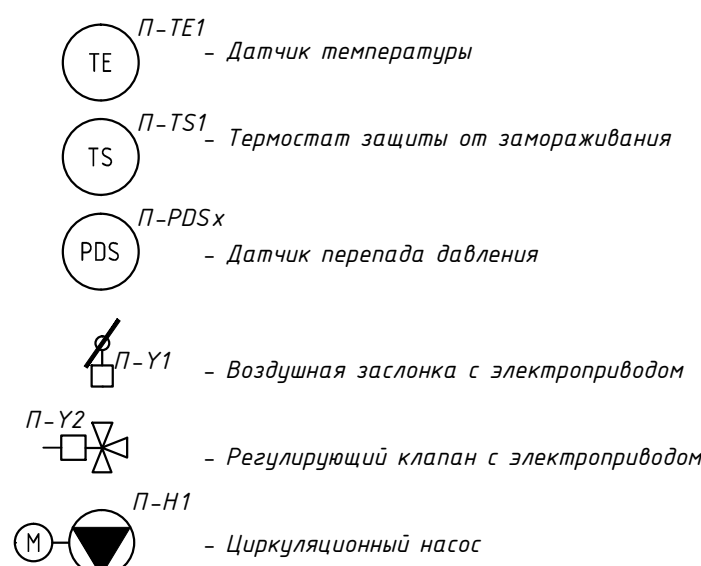 П-TE1
TE
- Датчик температуры
П-TS1
TS
- Термостат защиты от замораживания
П-PDSx
PDS
- Датчик перепада давления
П-Y1
- Воздушная заслонка с электроприводом
П-Y2
- Регулирующий клапан с электроприводом
П-Н1
M
- Циркуляционный насос